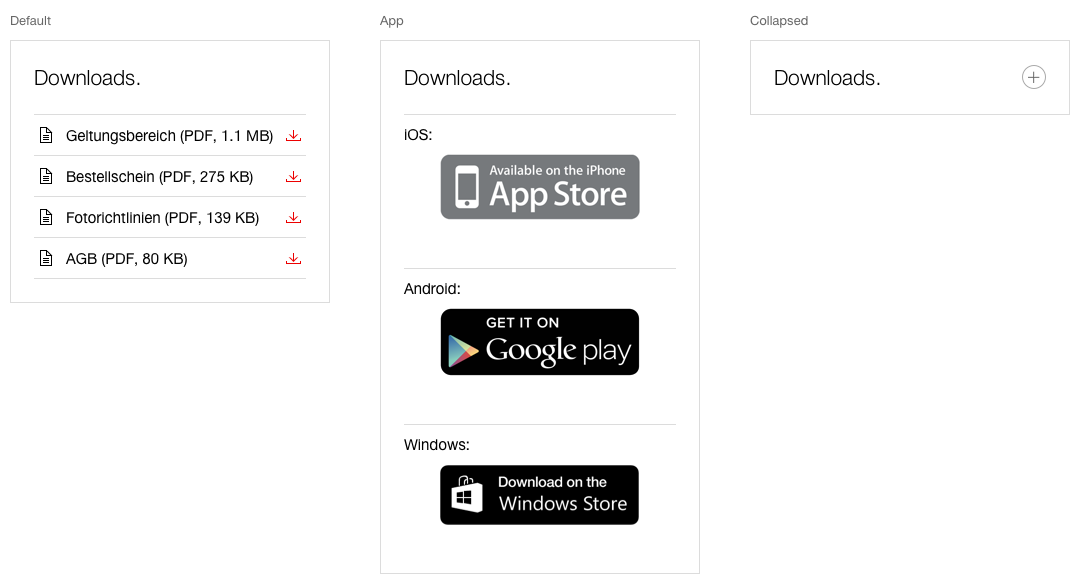 Default
Downloads.
Geltungsbereich (PDF, 1.1 MB)
Bestellschein (PDF, 275 KB)
Fotorichtlinien (PDF, 139 KB)
AGB (PDF, 80 KB)
App
Downloads.
iOS:
Available on the iPhone
App Store
Android:
GET IT ON
Google play
Windows:
Download on the
Windows Store
Collapsed
Downloads.